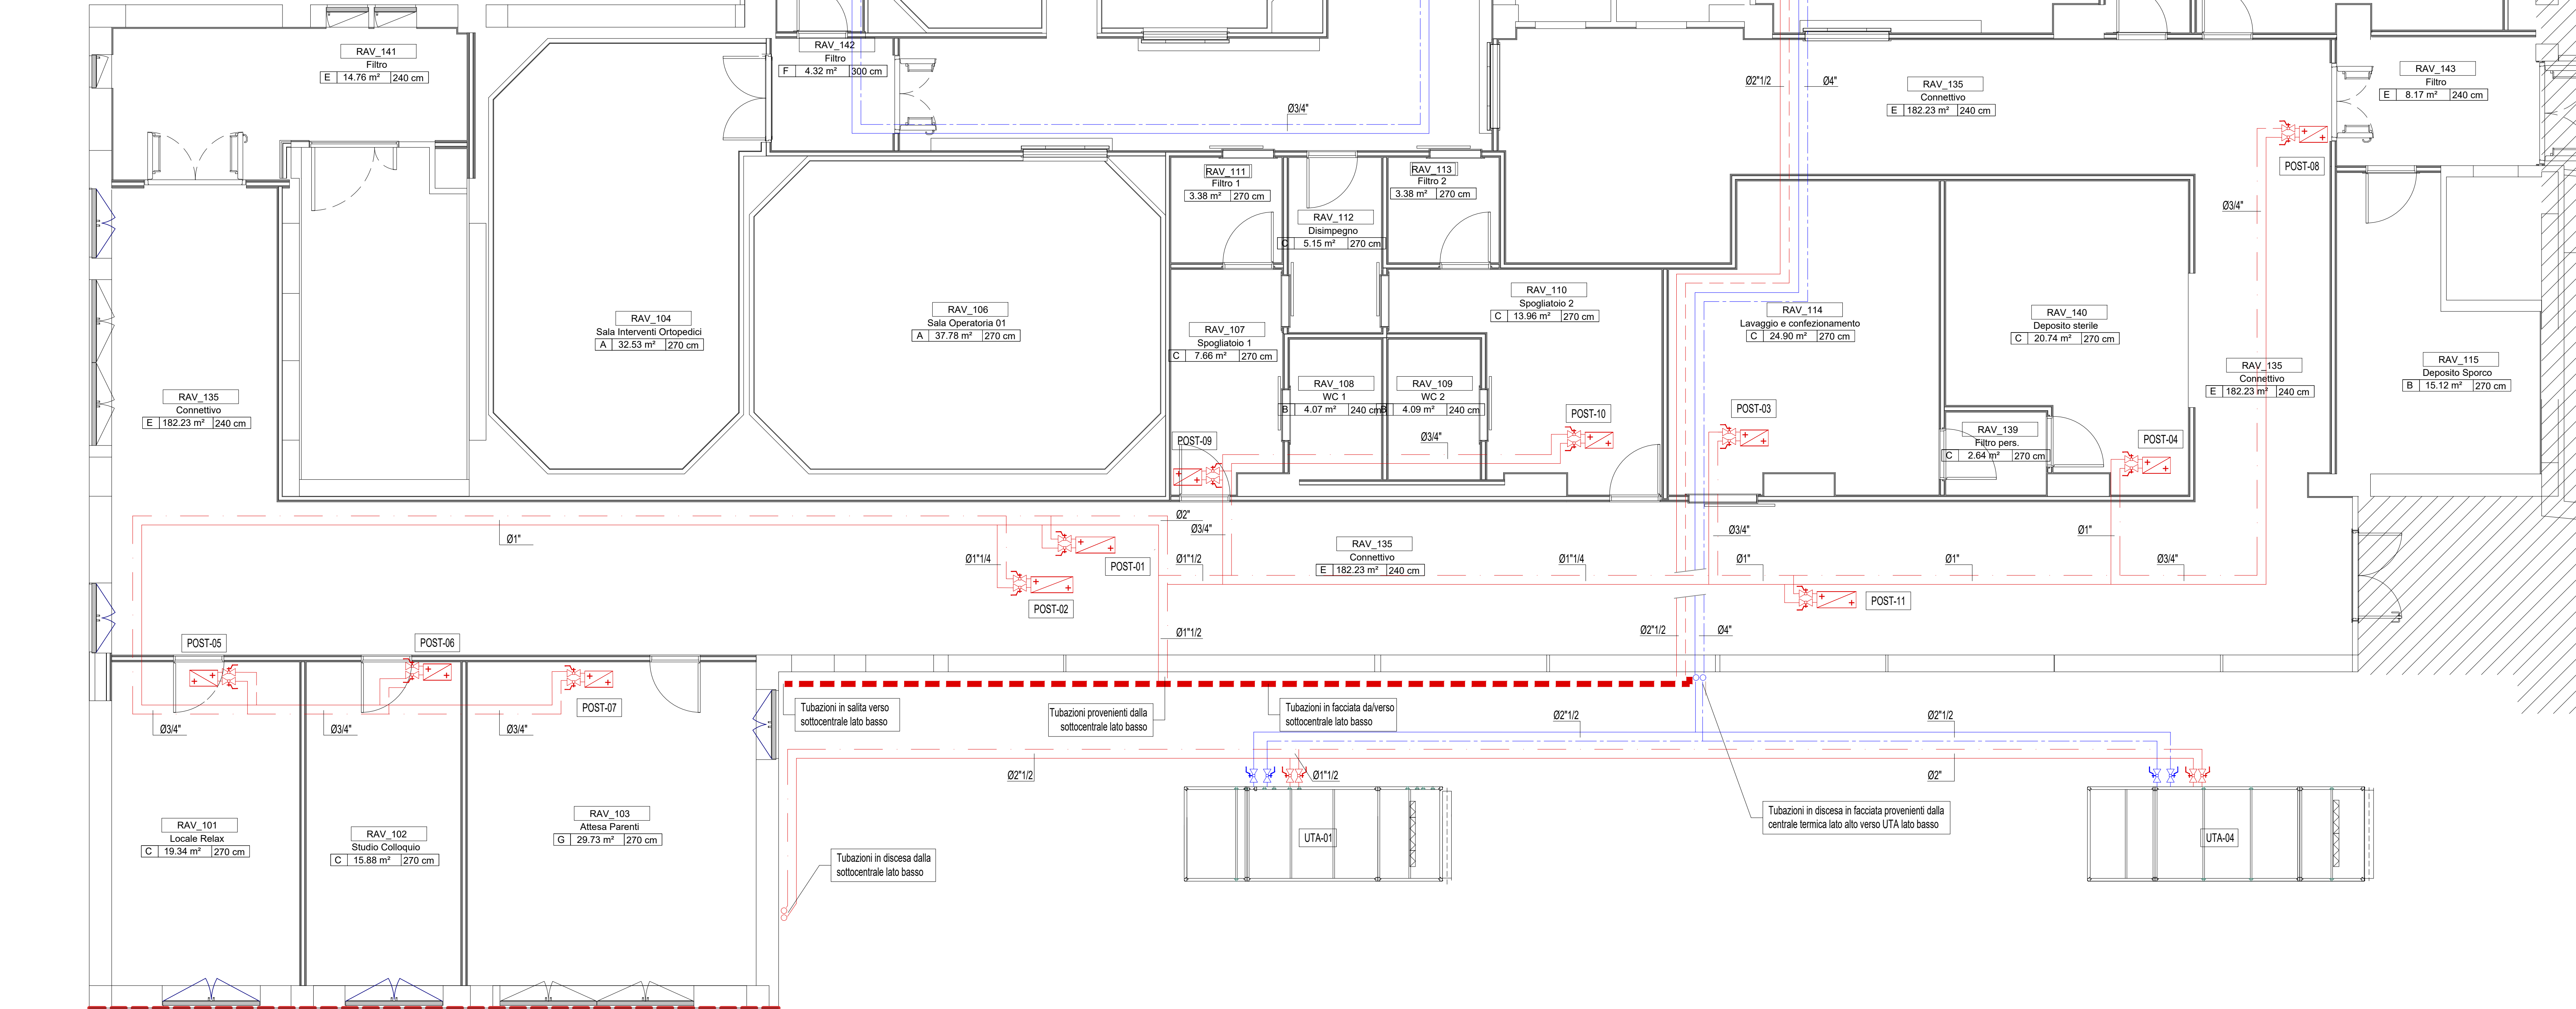 RAV_141
Filtro
E 14.76 m² 240 cm
RAV_142
Filtro
F 4.32 m² 300 cm
Ø3/4"
Ø2"1/2
Ø4"
RAV_135
Connettivo
E 182.23 m² 240 cm
RAV_143
Filtro
E 8.17 m² 240 cm
POST-08
Ø3/4"
RAV_111
Filtro 1
3.38 m² 270 cm
RAV_113
Filtro 2
3.38 m² 270 cm
RAV_112
Disimpegno
C 5.15 m² 270 cm
RAV_104
Sala Interventi Ortopedici
A 32.53 m² 270 cm
RAV_106
Sala Operatoria 01
A 37.78 m² 270 cm
RAV_107
Spogliatoio 1
C 7.66 m² 270 cm
RAV_110
Spogliatoio 2
C 13.96 m² 270 cm
RAV_114
Lavaggio e confezionamento
C 24.90 m² 270 cm
RAV_140
Deposito sterile
C 20.74 m² 270 cm
RAV_135
Connettivo
E 182.23 m² 240 cm
RAV_115
Deposito Sporco
B 15.12 m² 270 cm
RAV_135
Connettivo
E 182.23 m² 240 cm
RAV_108
WC 1
B 4.07 m² 240 cm
RAV_109
WC 2
B 4.09 m² 240 cm
POST-10
POST-03
POST-09
Ø3/4"
RAV_139
Filtro pers.
C 2.64 m² 270 cm
POST-04
Ø1"
Ø2"
Ø3/4"
Ø1"1/4
POST-01
POST-02
Ø1"1/2
RAV_135
Connettivo
E 182.23 m² 240 cm
Ø1"1/4
Ø3/4"
Ø1"
Ø1"
Ø1"
Ø3/4"
POST-11
Ø1"1/2
Ø2"1/2
Ø4"
POST-05
POST-06
POST-07
Ø3/4"
Ø3/4"
Ø3/4"
Tubazioni in salita verso
sottocentrale lato basso
Tubazioni provenienti dalla
sottocentrale lato basso
Tubazioni in facciata da/verso
sottocentrale lato basso
Ø2"1/2
Ø2"1/2
Ø2"1/2
Ø1"1/2
Ø2"
RAV_101
Locale Relax
C 19.34 m² 270 cm
RAV_102
Studio Colloquio
C 15.88 m² 270 cm
RAV_103
Attesa Parenti
G 29.73 m² 270 cm
Tubazioni in discesa dalla
sottocentrale lato basso
UTA-01
Tubazioni in discesa in facciata provenienti dalla
centrale termica lato alto verso UTA lato basso
UTA-04